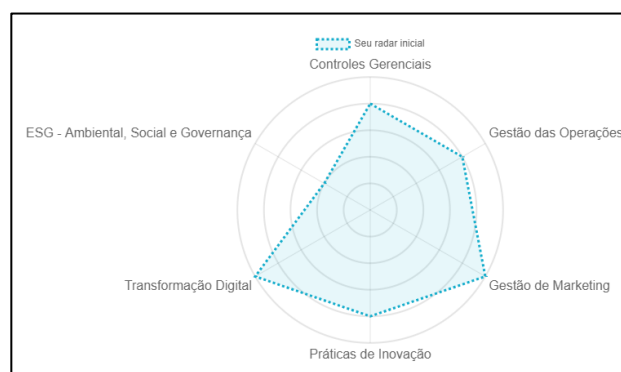 Seu radar inicial
Controles Gerenciais
ESG - Ambiental, Social e Governança
Gestão das Operações
Transformação Digital
Gestão de Marketing
Práticas de Inovação